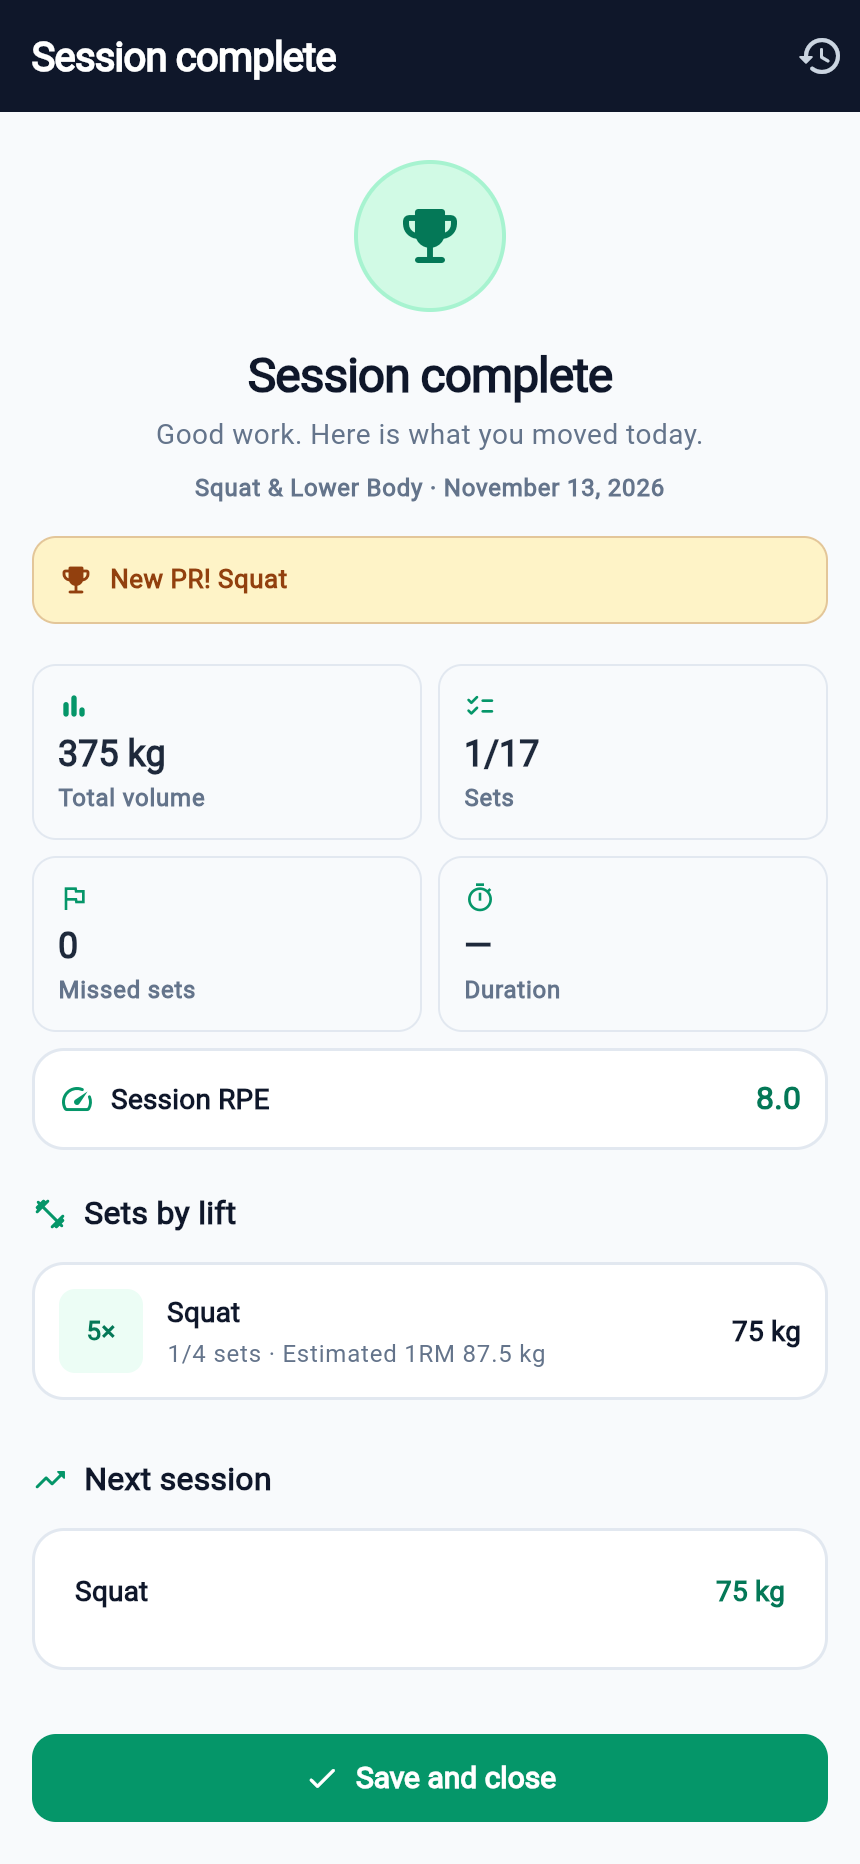 Session complete
Session complete
Good work. Here is what you moved today.
Squat & Lower Body · November 13, 2026
New PR! Squat
375 kg
Total volume
1/17
Sets
0
Missed sets
—
Duration
Session RPE
8.0
Sets by lift
5×
Squat
1/4 sets · Estimated 1RM 87.5 kg
75 kg
Next session
Squat
75 kg
Save and close